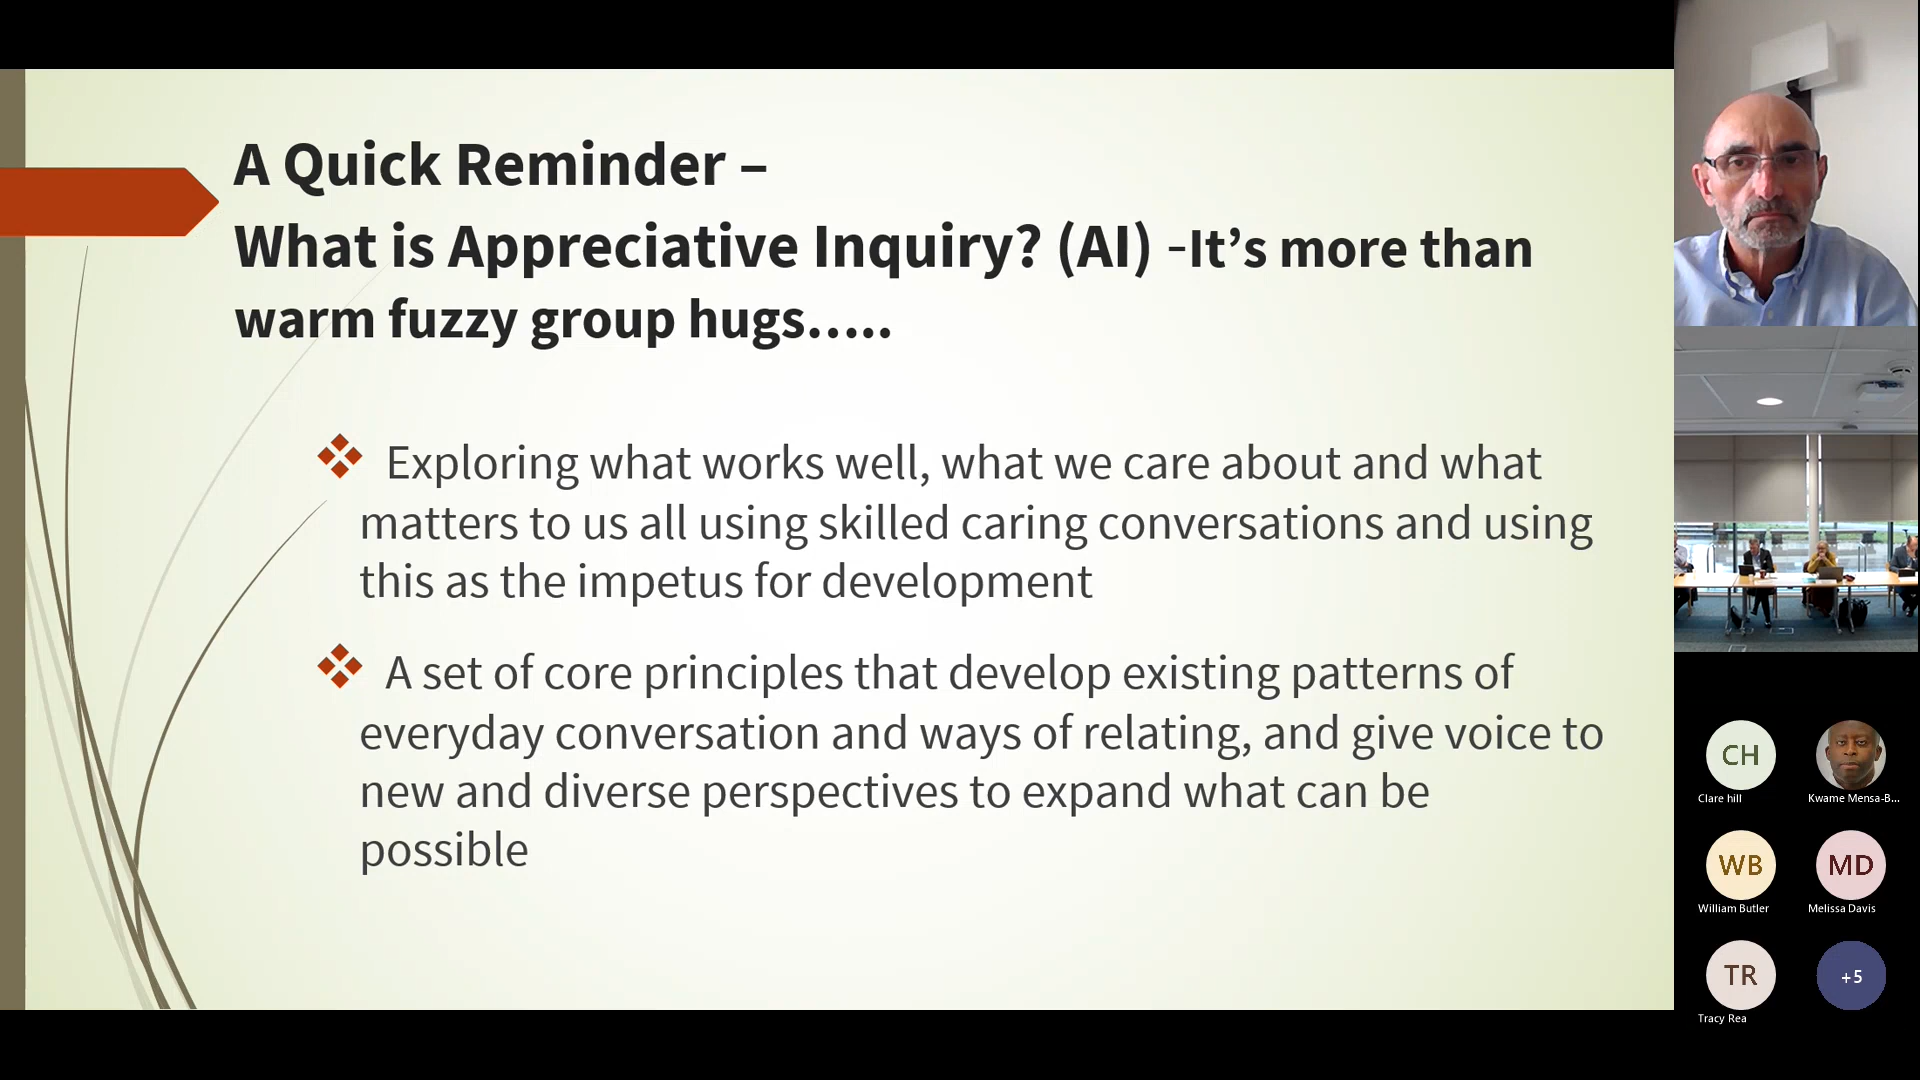 A Quick Reminder –
What is Appreciative Inquiry? (AI) -It’s more than
warm fuzzy group hugs…..
Exploring what works well, what we care about and what
matters to us all using skilled caring conversations and using
this as the impetus for development
A set of core principles that develop existing patterns of
everyday conversation and ways of relating, and give voice to
new and diverse perspectives to expand what can be
possible
CH
Clare hill
Kwame Mensa-B...
WB
William Butler
MD
Melissa Davis
TR
Tracy Rea
+5